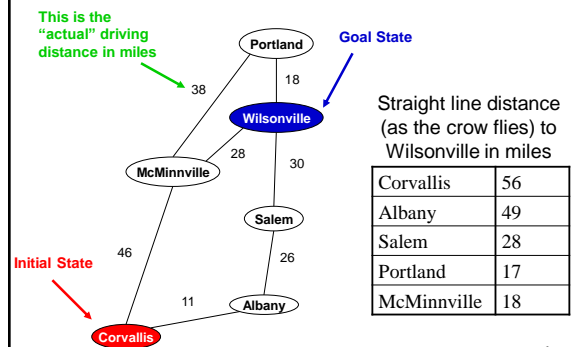 This is the
“actual” driving
distance in miles
Portland
Goal State
38
18
Wilsonville
Straight line distance
(as the crow flies) to
Wilsonville in miles
28
McMinnville
30
Corvallis 56
Albany 49
Salem 28
Portland 17
McMinnville 18
Salem
46
Initial State
26
11
Albany
Corvallis